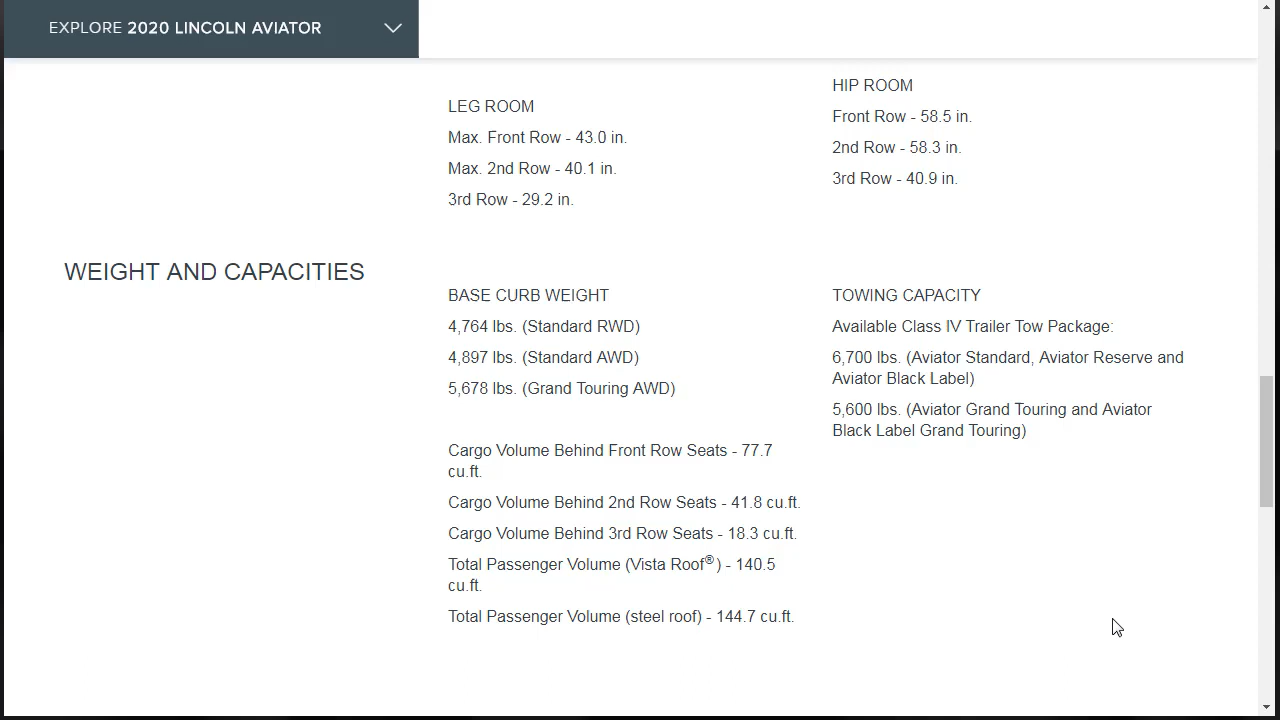 EXPLORE 2020 LINCOLN AVIATOR
LEG ROOM
Max. Front Row - 43.0 in.
Max. 2nd Row - 40.1 in.
3rd Row - 29.2 in.
HIP ROOM
Front Row - 58.5 in.
2nd Row - 58.3 in.
3rd Row - 40.9 in.
WEIGHT AND CAPACITIES
BASE CURB WEIGHT
4,764 lbs. (Standard RWD)
4,897 lbs. (Standard AWD)
5,678 lbs. (Grand Touring AWD)
Cargo Volume Behind Front Row Seats - 77.7
cu.ft.
Cargo Volume Behind 2nd Row Seats - 41.8 cu.ft.
Cargo Volume Behind 3rd Row Seats - 18.3 cu.ft.
Total Passenger Volume (Vista Roof®) - 140.5
cu.ft.
Total Passenger Volume (steel roof) - 144.7 cu.ft.
TOWING CAPACITY
Available Class IV Trailer Tow Package:
6,700 lbs. (Aviator Standard, Aviator Reserve and
Aviator Black Label)
5,600 lbs. (Aviator Grand Touring and Aviator
Black Label Grand Touring)